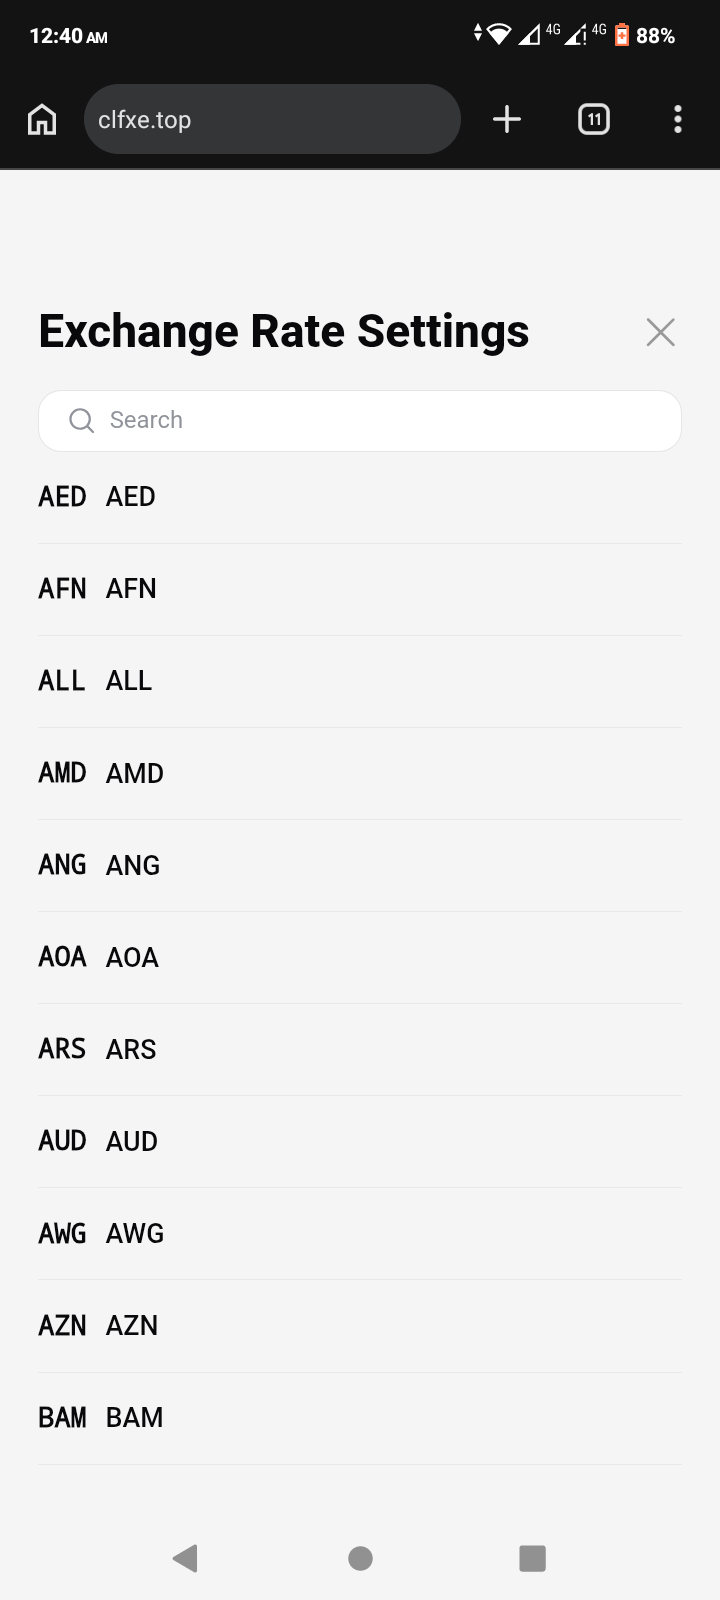 12:40 AM 4G 4G 88%
clfxe.top 11
Exchange Rate Settings
Search
AED AED
AFN AFN
ALL ALL
AMD AMD
ANG ANG
AOA AOA
ARS ARS
AUD AUD
AWG AWG
AZN AZN
BAM BAM